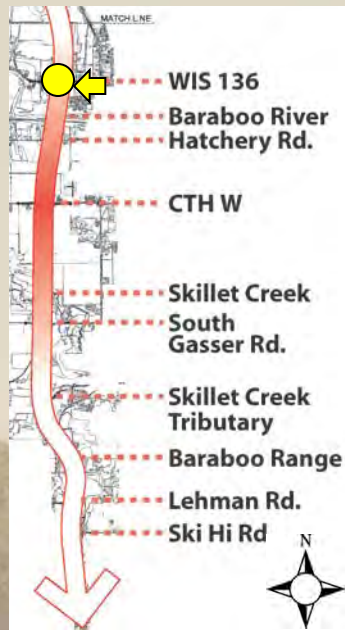 MATCH LINE
WIS 136
Baraboo River
Hatchery Rd.
CTH W
Skillet Creek
South
Gasser Rd.
Skillet Creek
Tributary
Baraboo Range
Lehman Rd.
Ski Hi Rd
N